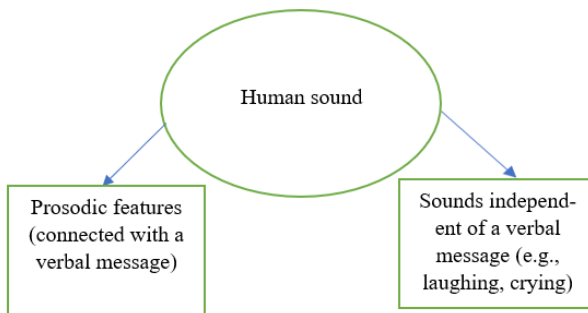 Human sound
Prosodic features
(connected with a
verbal message)
Sounds independ-
ent of a verbal
message (e.g.,
laughing, crying)